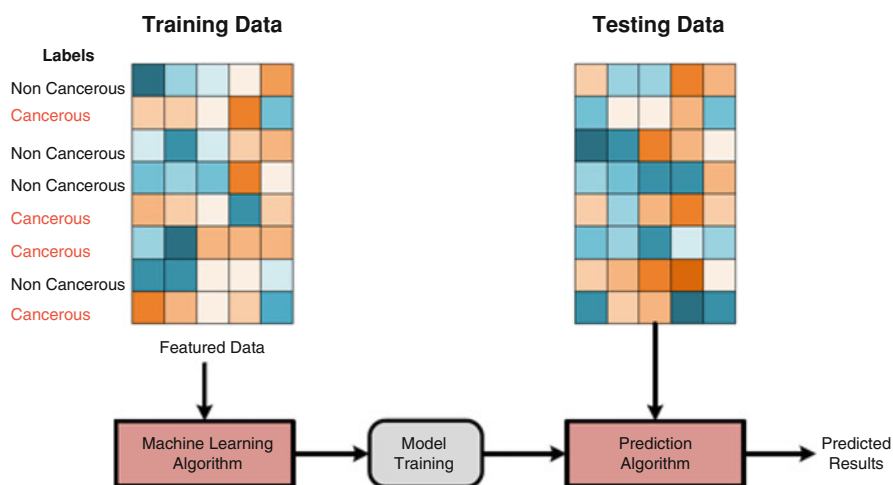 Training Data
Testing Data
Labels
Non Cancerous
Cancerous
Non Cancerous
Non Cancerous
Cancerous
Cancerous
Non Cancerous
Cancerous
Featured Data
Machine Learning
Algorithm
Model
Training
Prediction
Algorithm
Predicted
Results